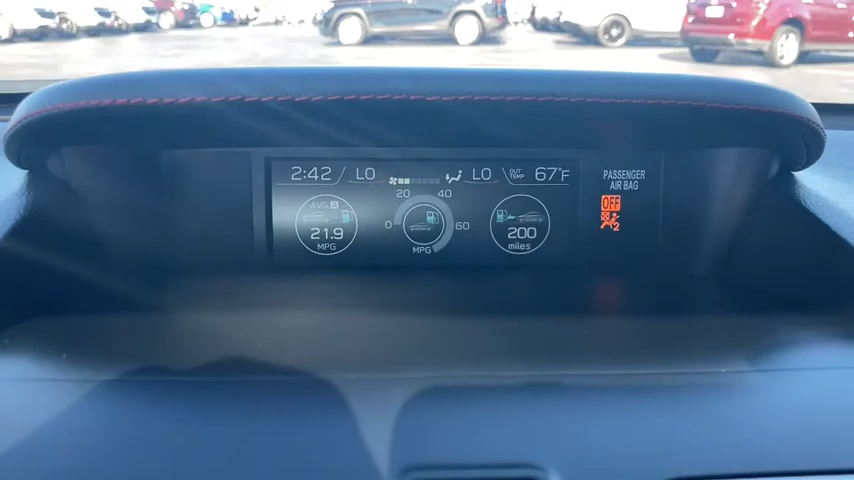 2:42 LO LO OUT-TEMP 67°F
PASSENGER
AIR BAG
OFF
2
20 40
0 60
MPG
AVG. A
21.9
MPG
200
miles